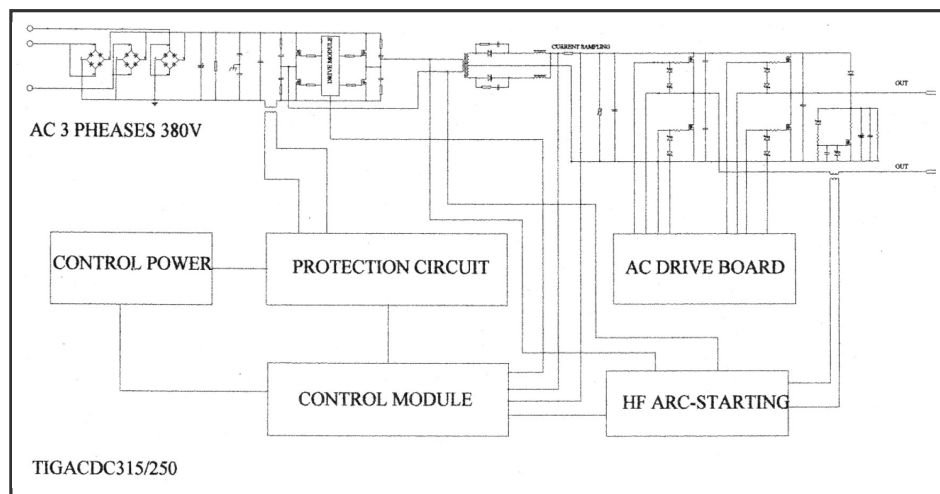 DRIVE MODULE
CURRENT SAMPLING
OUT
AC 3 PHEASES 380V
OUT
CONTROL POWER
PROTECTION CIRCUIT
AC DRIVE BOARD
CONTROL MODULE
HF ARC-STARTING
TIGACDC315/250